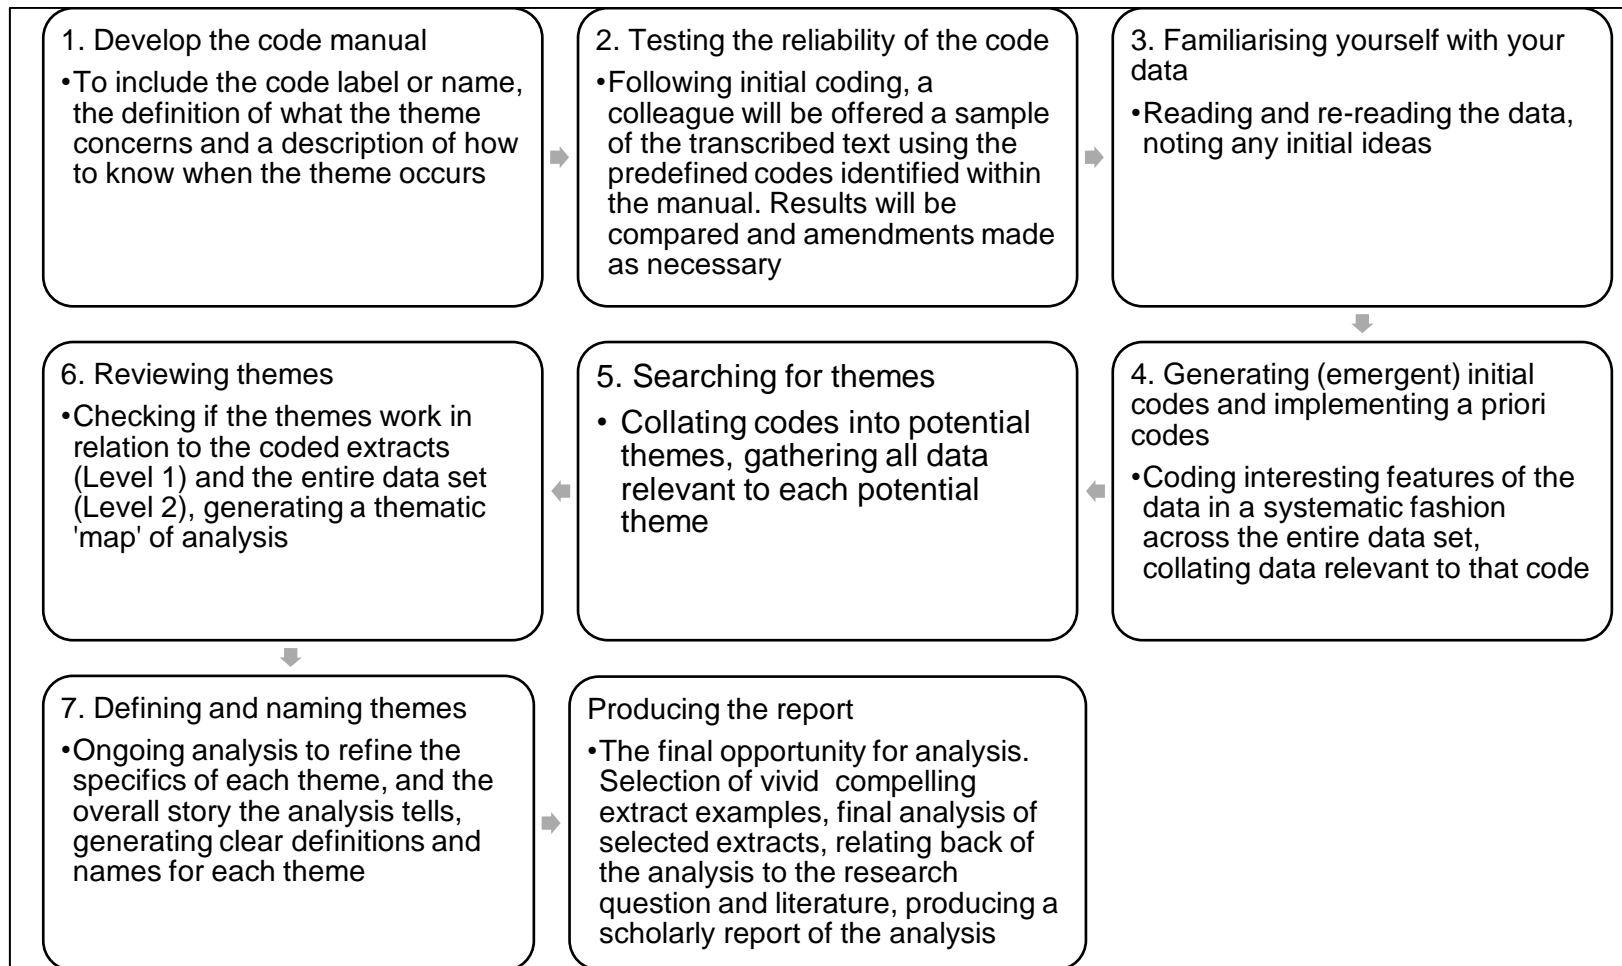 1. Develop the code manual
•To include the code label or name,
the definition of what the theme
concerns and a description of how
to know when the theme occurs
2. Testing the reliability of the code
•Following initial coding, a
colleague will be offered a sample
of the transcribed text using the
predefined codes identified within
the manual. Results will be
compared and amendments made
as necessary
3. Familiarising yourself with your
data
•Reading and re-reading the data,
noting any initial ideas
4. Generating (emergent) initial
codes and implementing a priori
codes
•Coding interesting features of the
data in a systematic fashion
across the entire data set,
collating data relevant to that code
5. Searching for themes
• Collating codes into potential
themes, gathering all data
relevant to each potential
theme
6. Reviewing themes
•Checking if the themes work in
relation to the coded extracts
(Level 1) and the entire data set
(Level 2), generating a thematic
'map' of analysis
7. Defining and naming themes
•Ongoing analysis to refine the
specifics of each theme, and the
overall story the analysis tells,
generating clear definitions and
names for each theme
Producing the report
•The final opportunity for analysis.
Selection of vivid  compelling
extract examples, final analysis of
selected extracts, relating back of
the analysis to the research
question and literature, producing a
scholarly report of the analysis